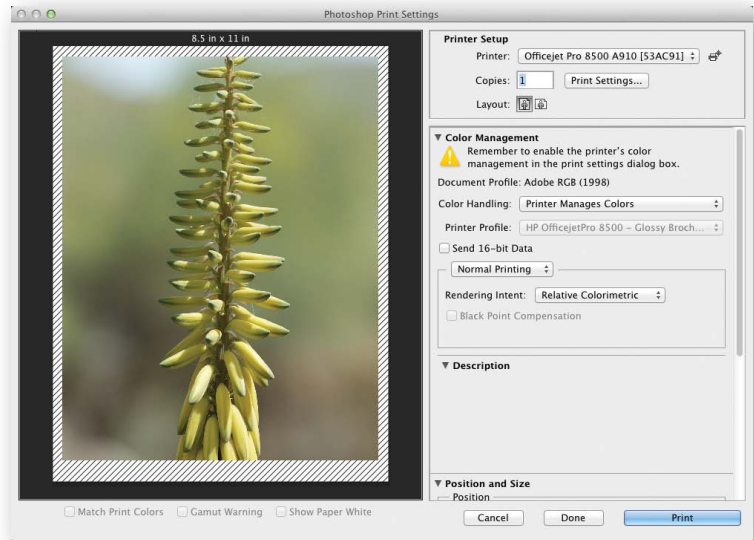 Photoshop Print Settings
8.5 in x 11 in
Printer Setup
Printer: Officejet Pro 8500 A910 [53AC91]
Copies: 1 Print Settings...
Layout:
Color Management
Remember to enable the printer's color
management in the print settings dialog box.
Document Profile: Adobe RGB (1998)
Color Handling: Printer Manages Colors
Printer Profile: HP OfficejetPro 8500 – Glossy Broch...
Send 16-bit Data
Normal Printing
Rendering Intent: Relative Colorimetric
Black Point Compensation
Description
Position and Size
Position
Match Print Colors Gamut Warning Show Paper White
Cancel Done Print